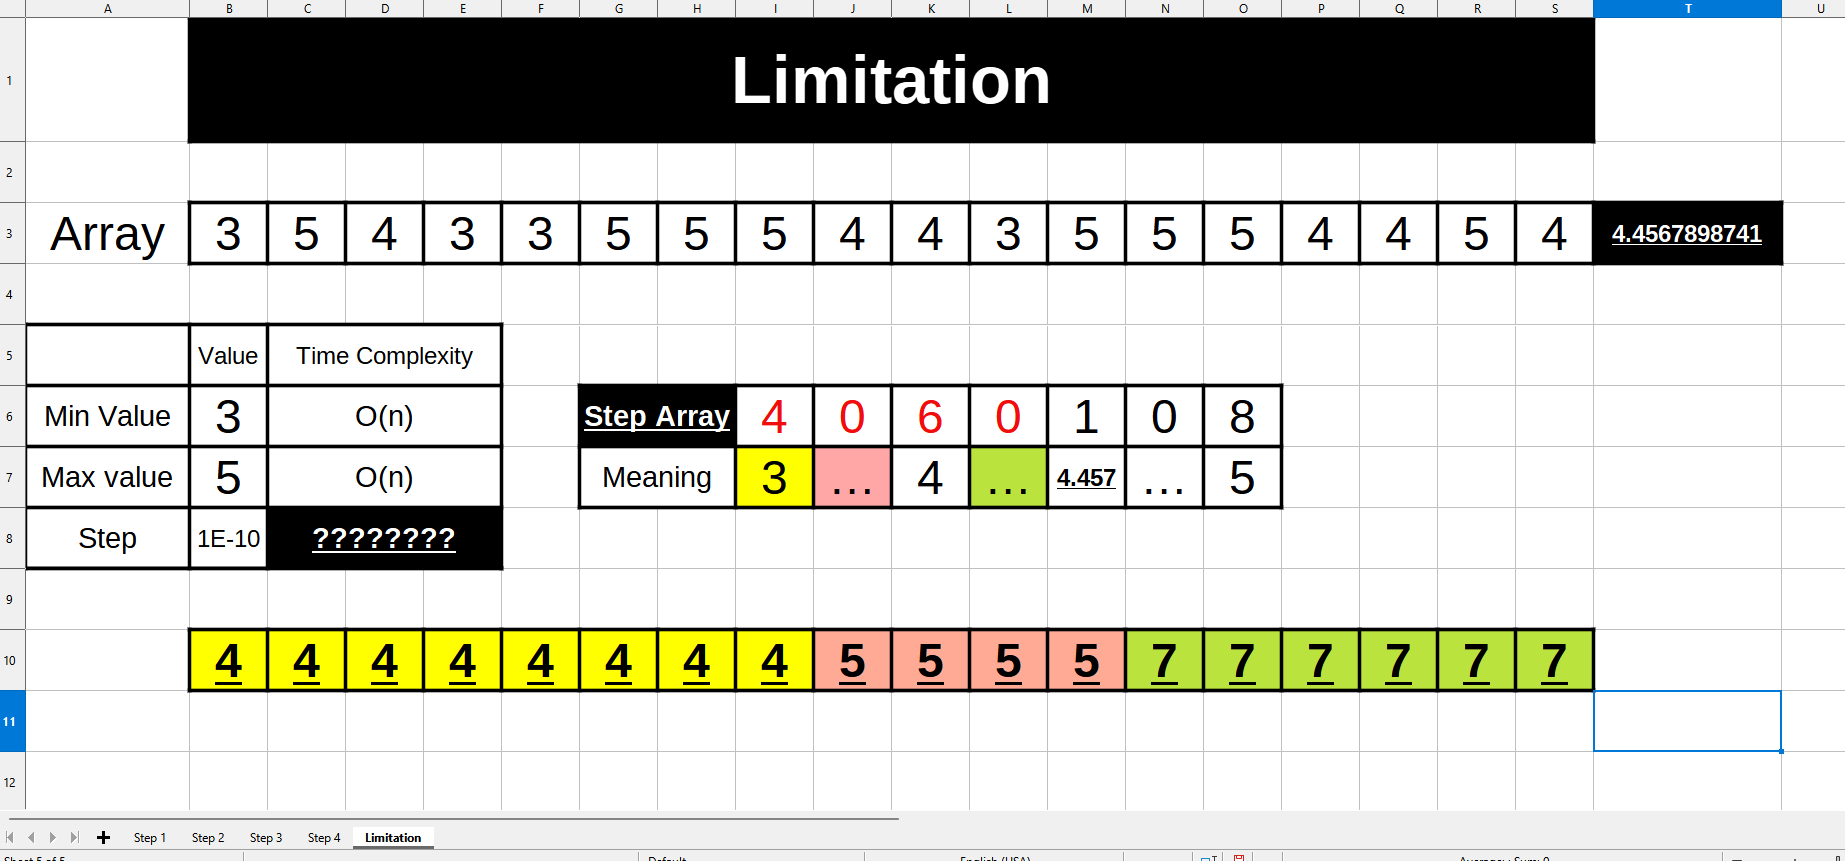 A B C D E F G H I J K L M N O P Q R S T U
1 Limitation
2
3 Array 3 5 4 3 3 5 5 5 4 4 3 5 5 5 4 4 5 4 4.4567898741
4
5 Value Time Complexity
6 Min Value 3 O(n) Step Array 4 0 6 0 1 0 8
7 Max value 5 O(n) Meaning 3 ... 4 ... 4.457 ... 5
8 Step 1E-10 ????????
9
10 4 4 4 4 4 4 4 4 5 5 5 5 7 7 7 7 7 7
11
12
Step 1 Step 2 Step 3 Step 4 Limitation
Sheet 5 of 5 Default English (USA) Average: ; Sum: 0